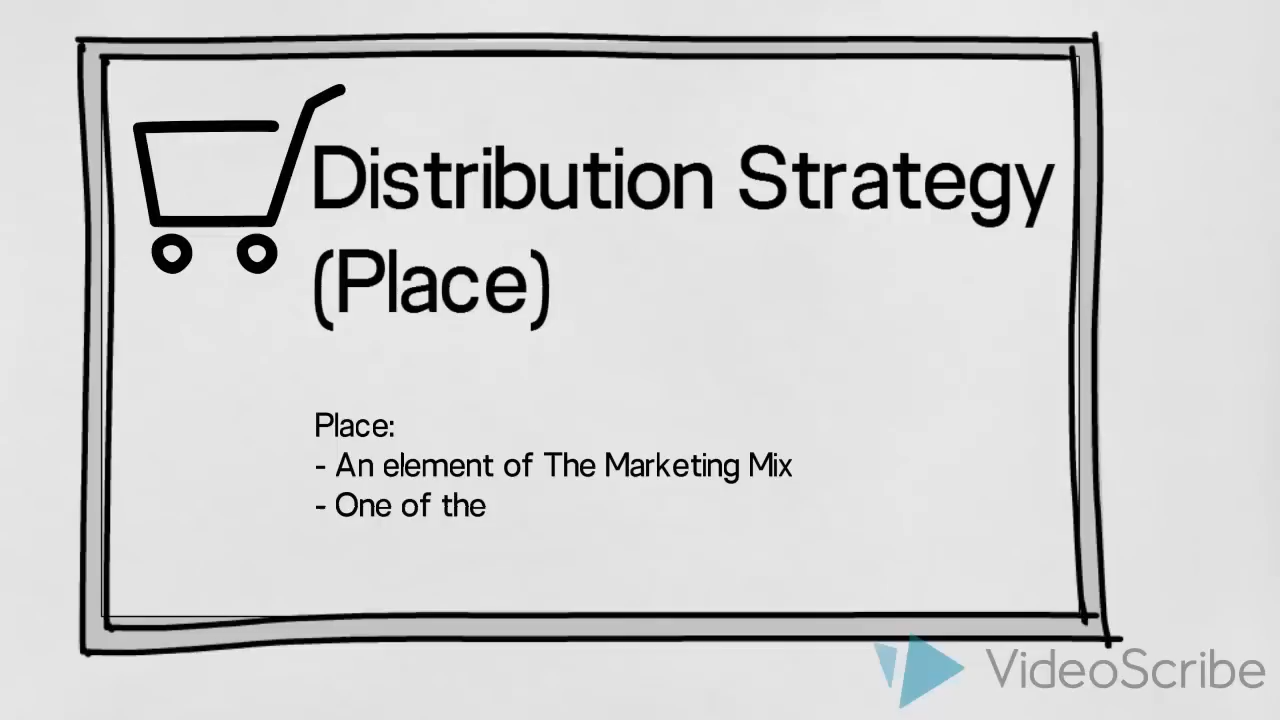 Distribution Strategy
(Place)
Place:
- An element of The Marketing Mix
- One of the
VideoScribe